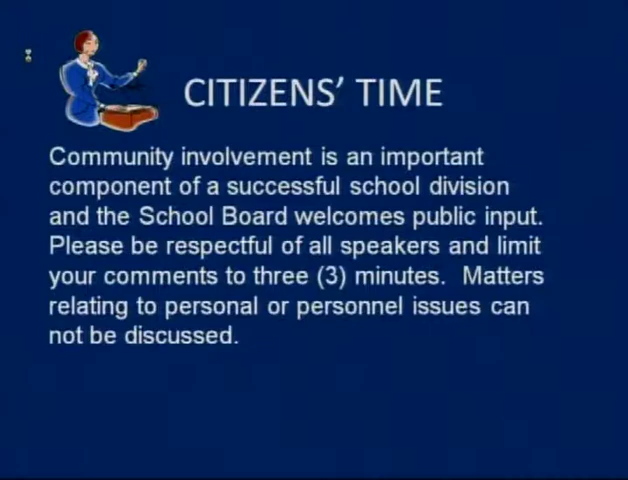 CITIZENS’ TIME
Community involvement is an important
component of a successful school division
and the School Board welcomes public input.
Please be respectful of all speakers and limit
your comments to three (3) minutes.  Matters
relating to personal or personnel issues can
not be discussed.